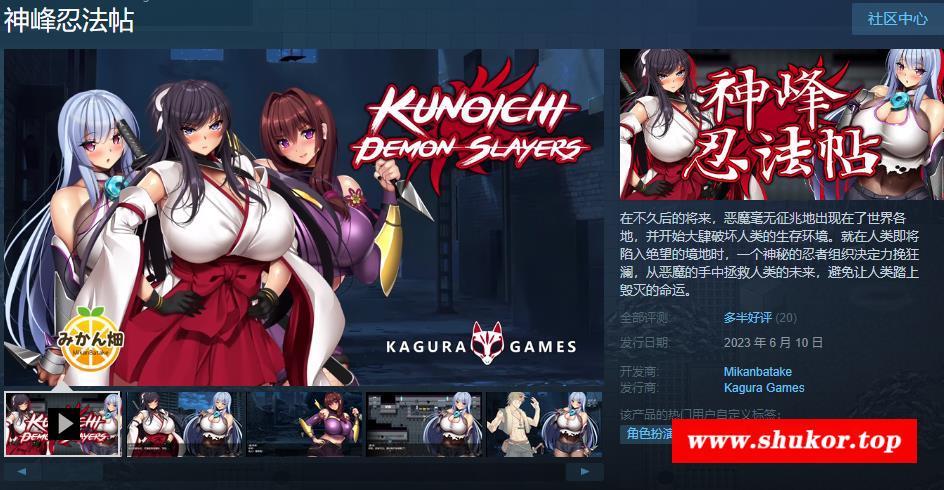 神峰忍法帖
社区中心
KUNOICHI
DEMON SLAYERS
みかん畑
MikanBatake
KAGURA GAMES
神峰
忍法帖
在不久后的将来，恶魔毫无征兆地出现在了世界各
地，并开始大肆破坏人类的生存环境。就在人类即将
陷入绝望的境地时，一个神秘的忍者组织决定力挽狂
澜，从恶魔的手中拯救人类的未来，避免让人类踏上
毁灭的命运。
全部评测: 多半好评 (20)
发行日期: 2023 年 6 月 10 日
开发商: Mikanbatake
发行商: Kagura Games
该产品的热门用户自定义标签：
角色扮演
www.shukor.top
KUNOICHI
DEMON SLAYERS